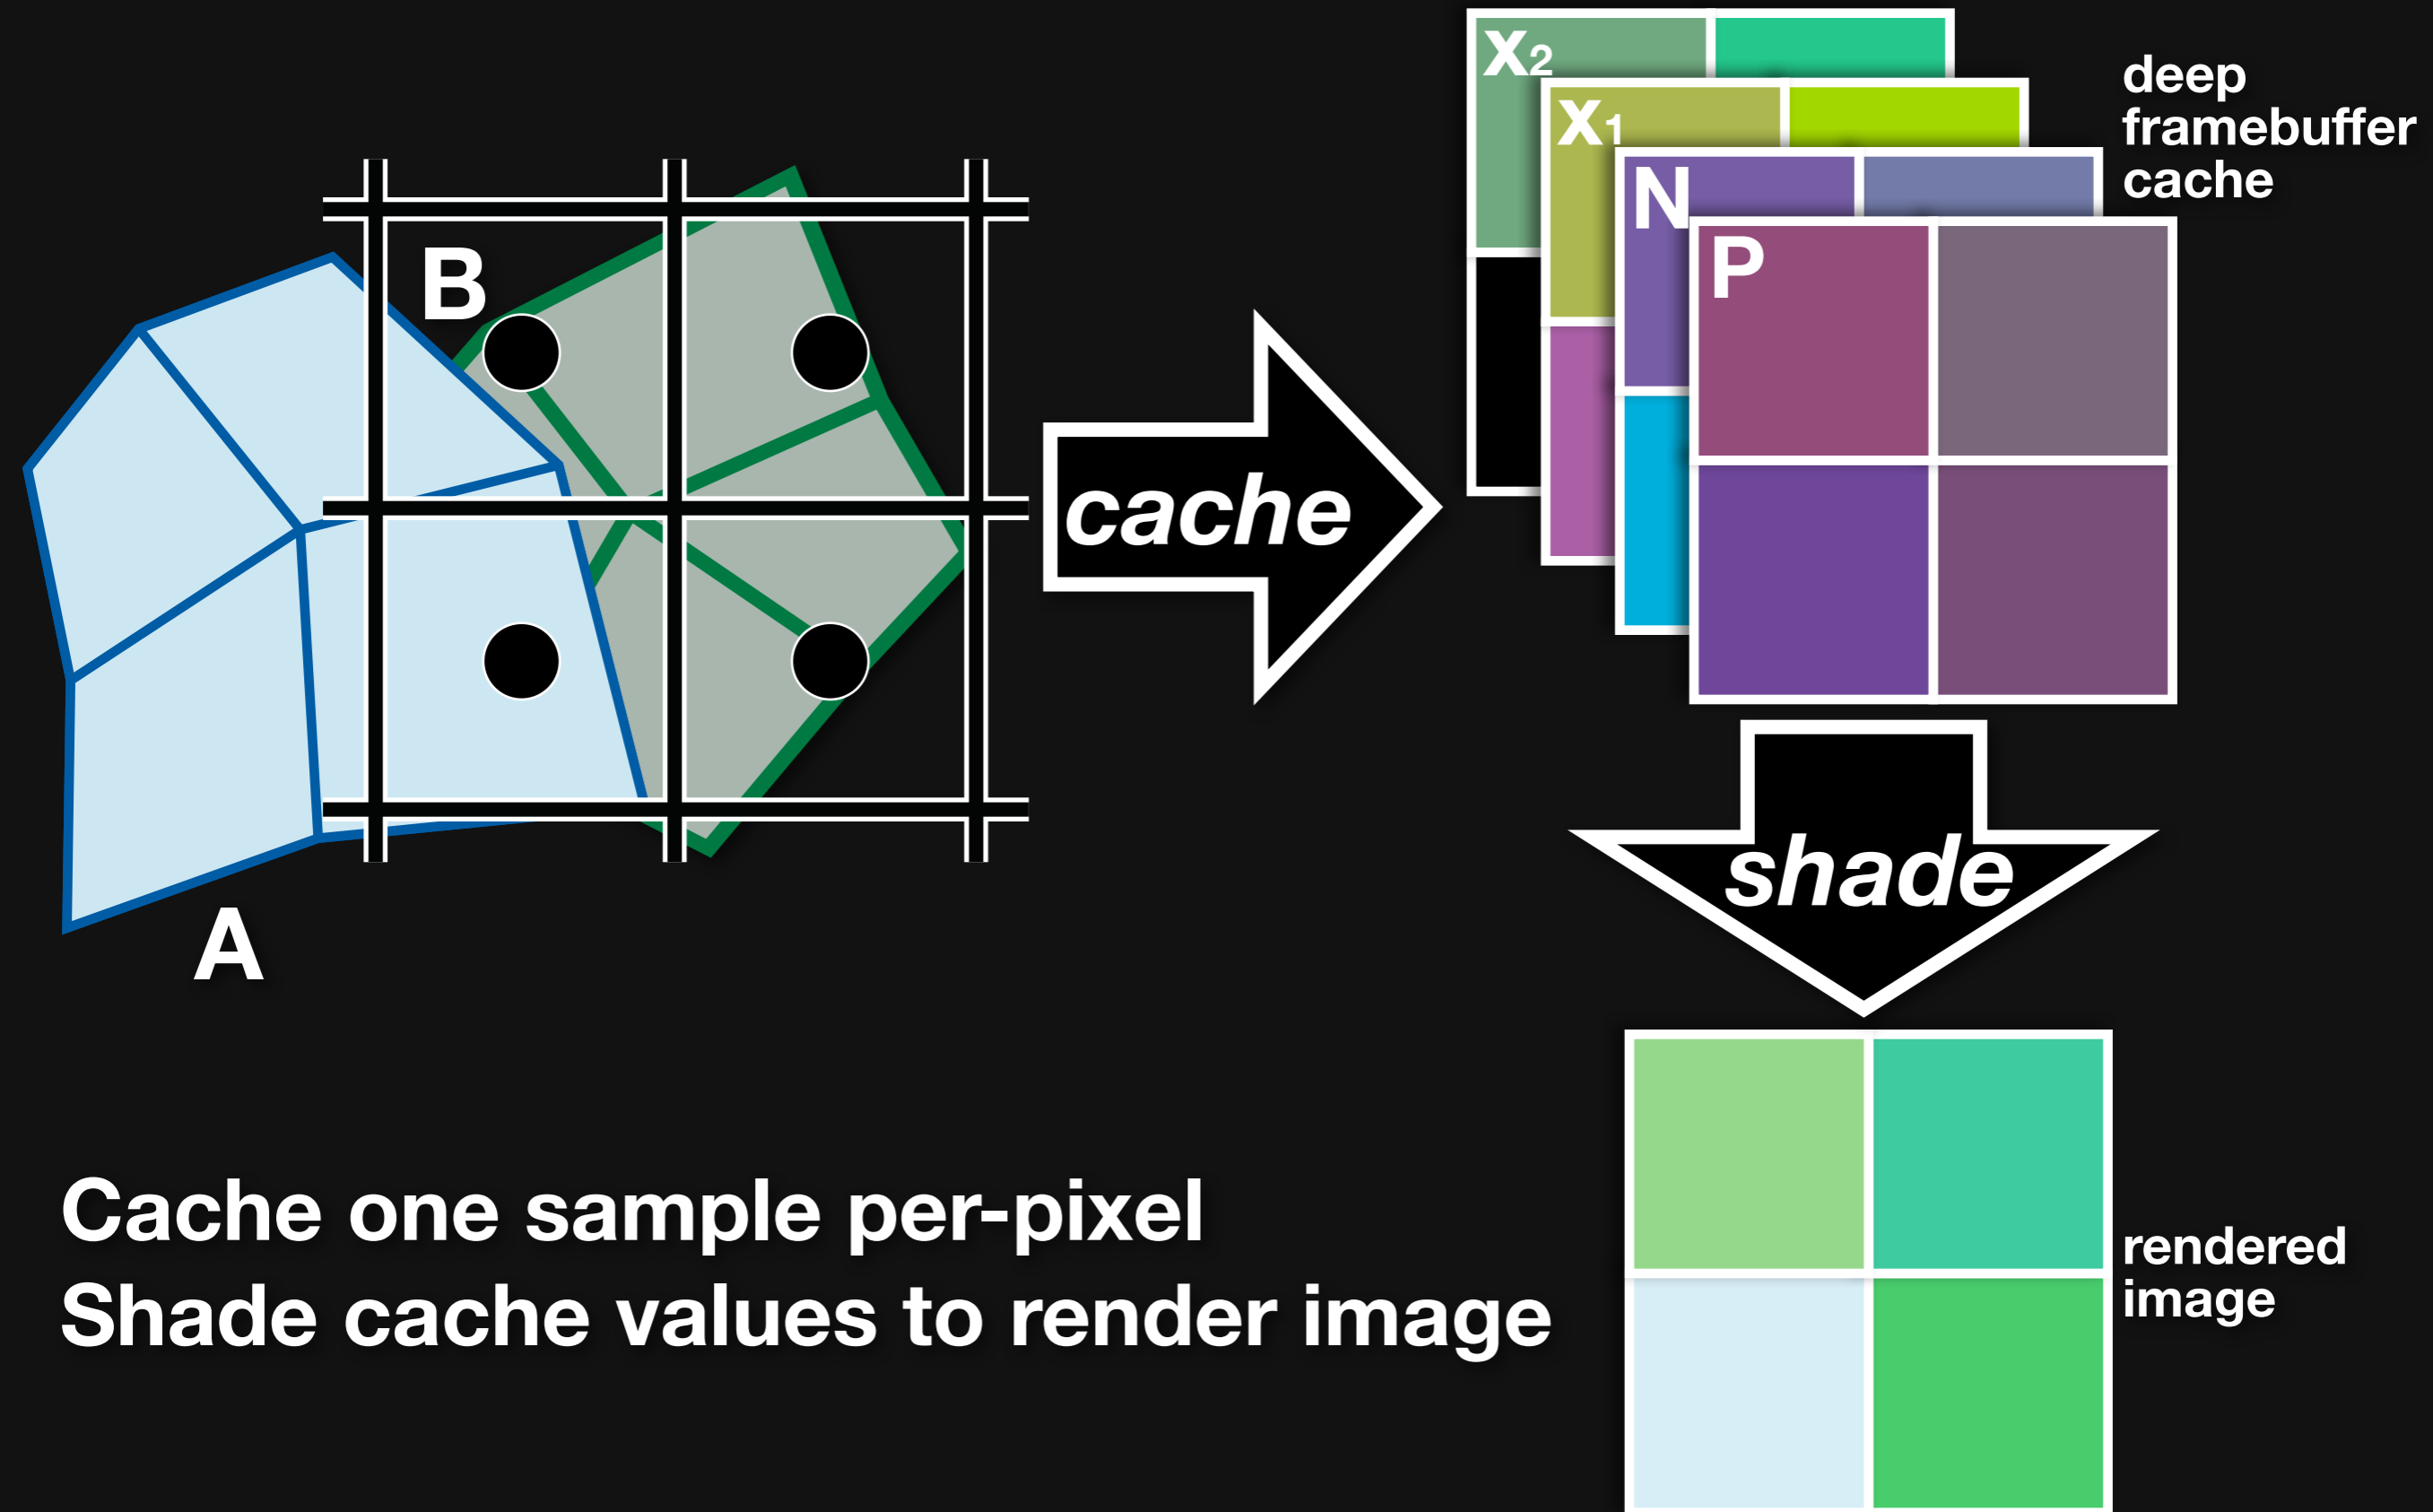 X2
X1
N
P
deep
framebuffer
cache
B
cache
shade
A
Cache one sample per-pixel
Shade cache values to render image
rendered
image